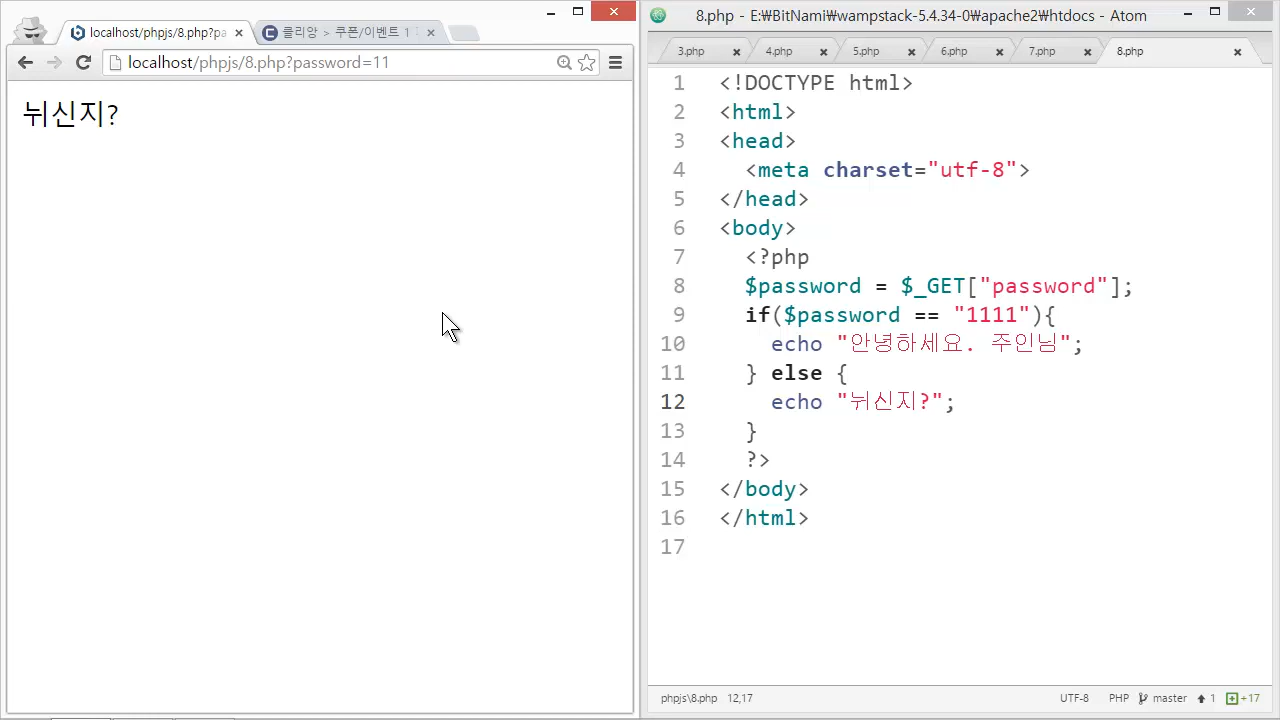 localhost/phpjs/8.php?pa
클리앙 > 쿠폰/이벤트 1
localhost/phpjs/8.php?password=11
뉘신지?
8.php - E:₩BitNami₩wampstack-5.4.34-0₩apache2₩htdocs - Atom
3.php
4.php
5.php
6.php
7.php
8.php
1 <!DOCTYPE html>
2 <html>
3 <head>
4 <meta charset="utf-8">
5 </head>
6 <body>
7 <?php
8 $password = $_GET["password"];
9 if($password == "1111"){
10 echo "안녕하세요. 주인님";
11 } else {
12 echo "뉘신지?";
13 }
14 ?>
15 </body>
16 </html>
17
phpjs\8.php 12,17 UTF-8 PHP master 1 +17